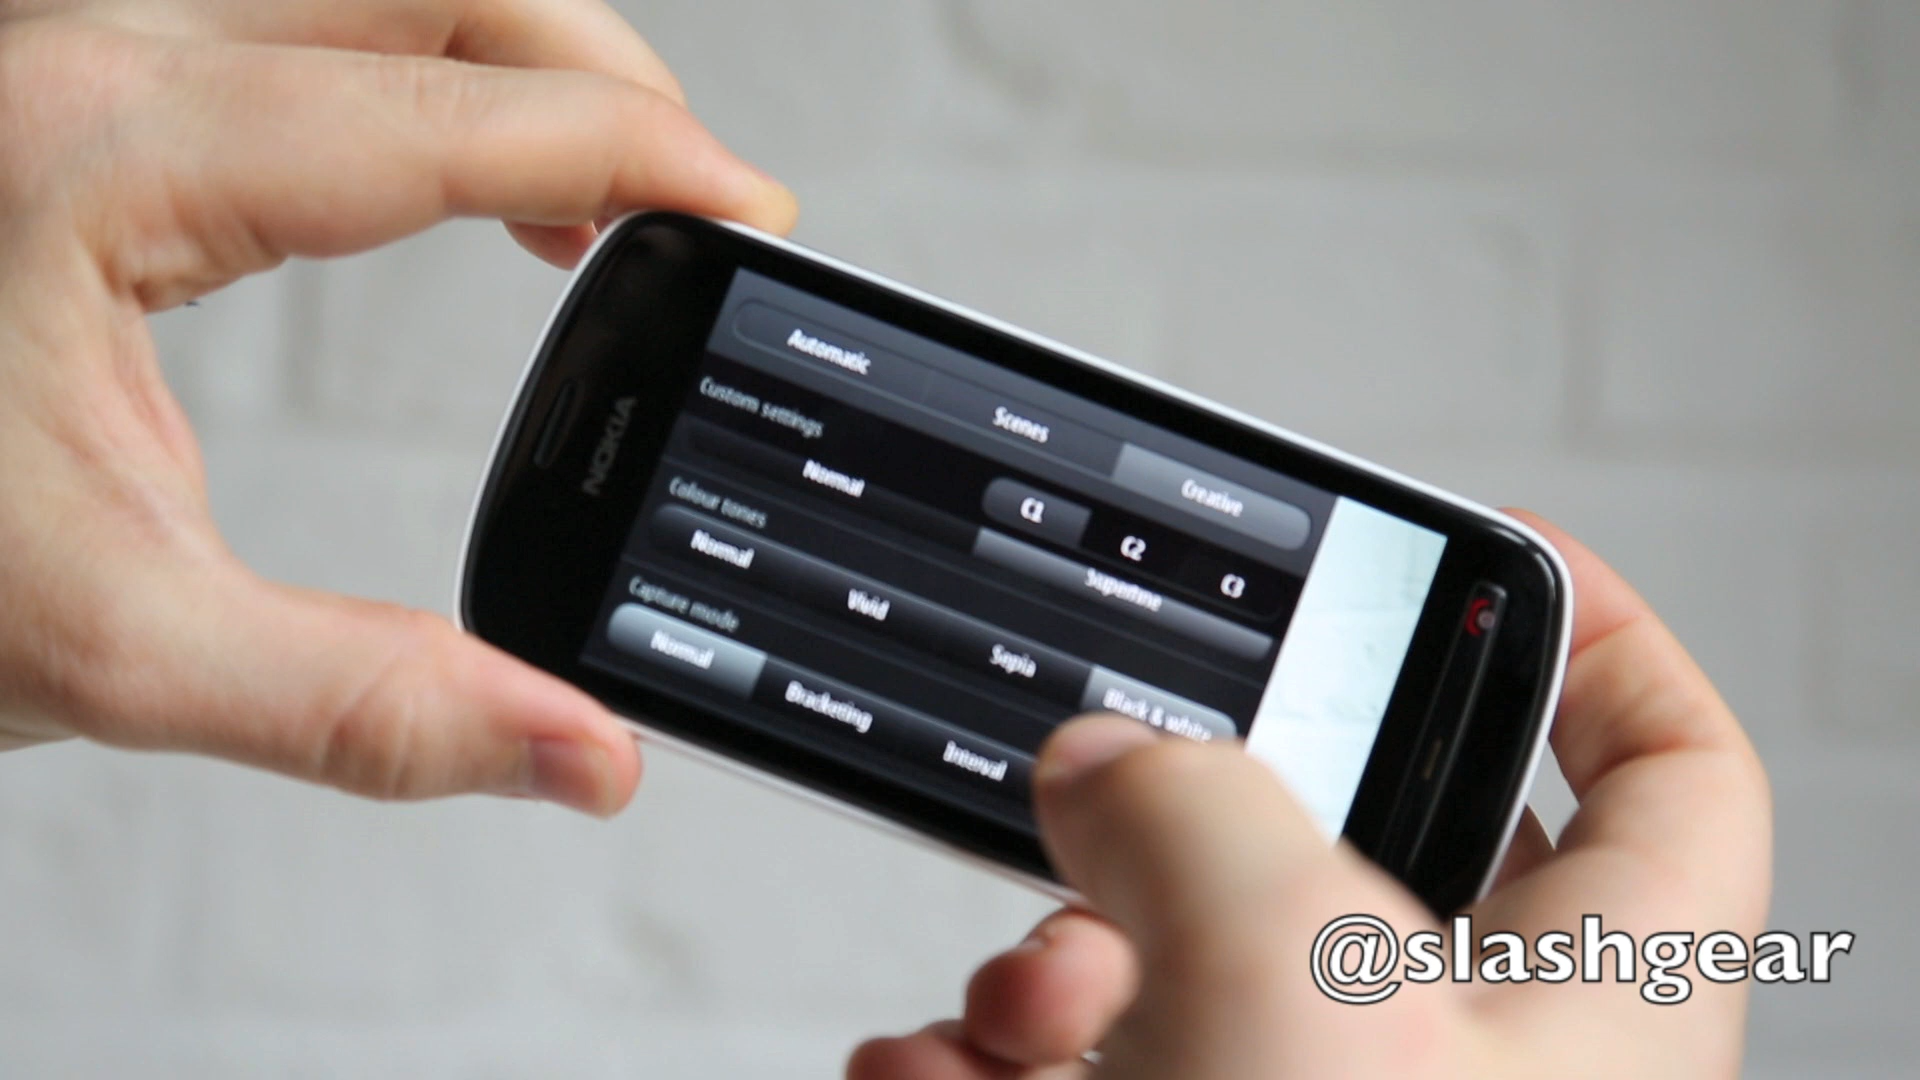 NOKIA
Automatic Scenes Creative
Custom settings
C1 C2 C3
Normal Superfine
Colour tones
Normal Vivid Sepia Black & white
Capture mode
Normal Bracketing Interval
@slashgear